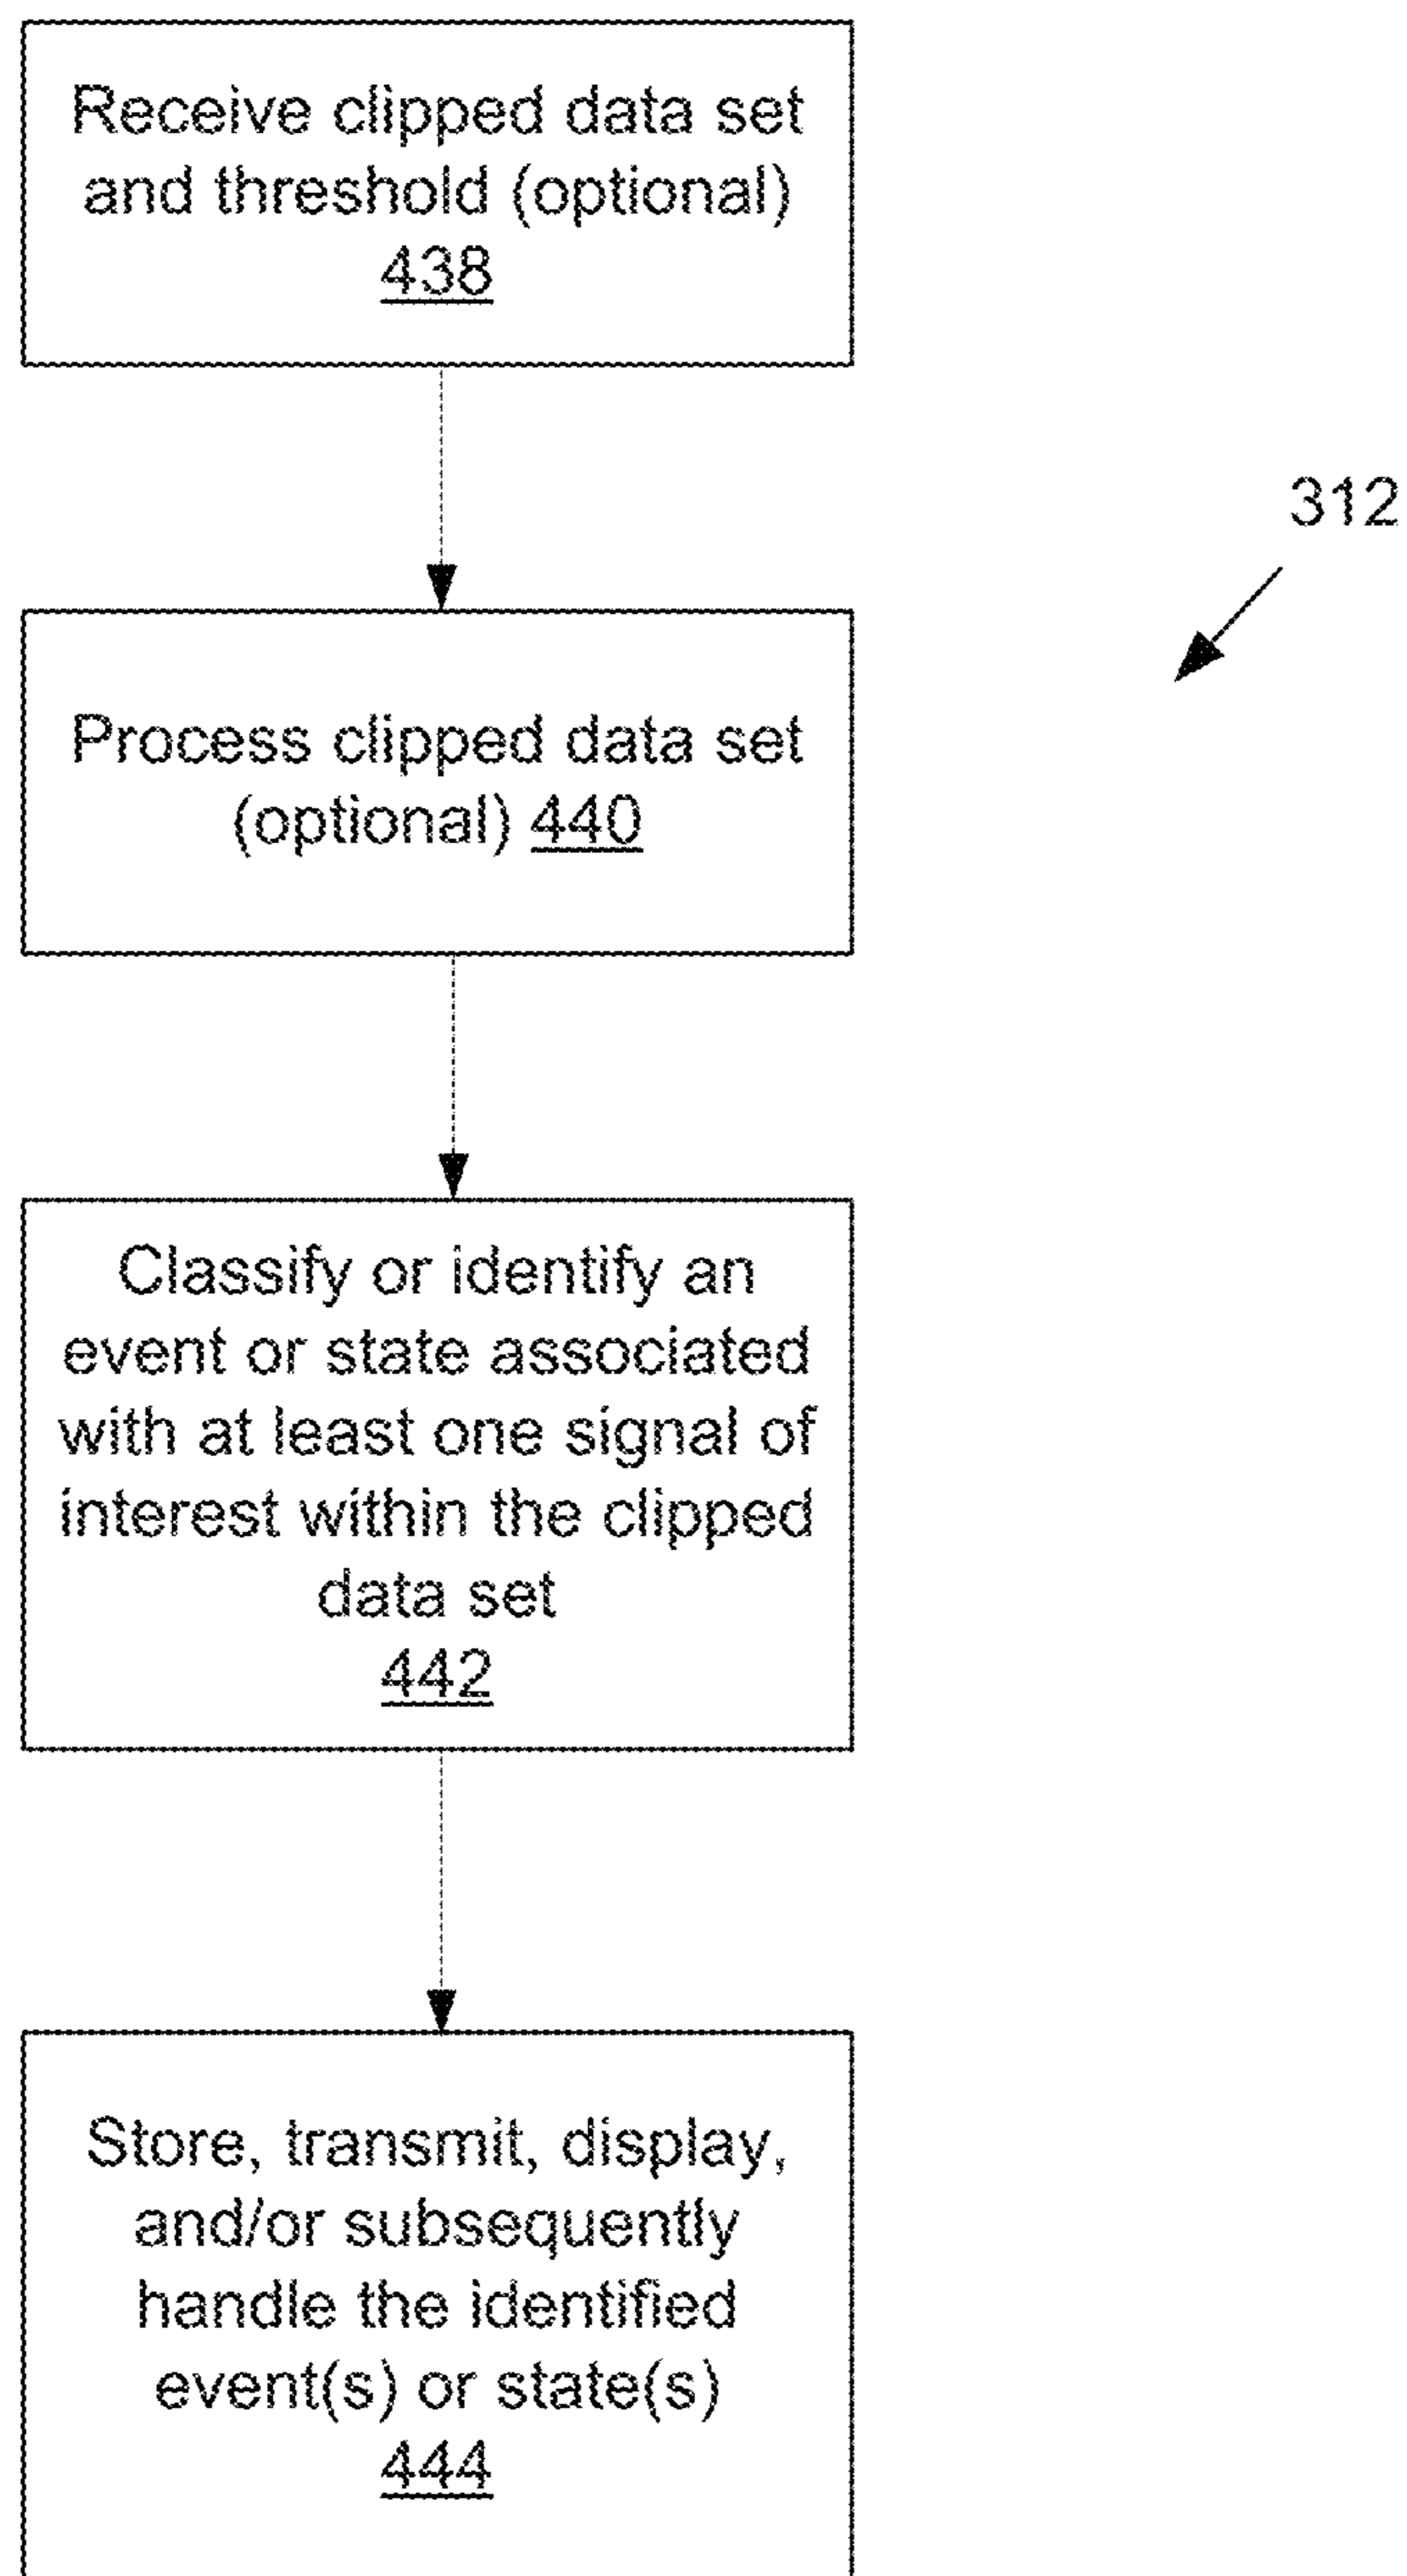 Receive clipped data set
and threshold (optional)
438
312
Process clipped data set
(optional) 440
Classify or identify an
event or state associated
with at least one signal of
interest within the clipped
data set
442
Store, transmit, display,
and/or subsequently
handle the identified
event(s) or state(s)
444